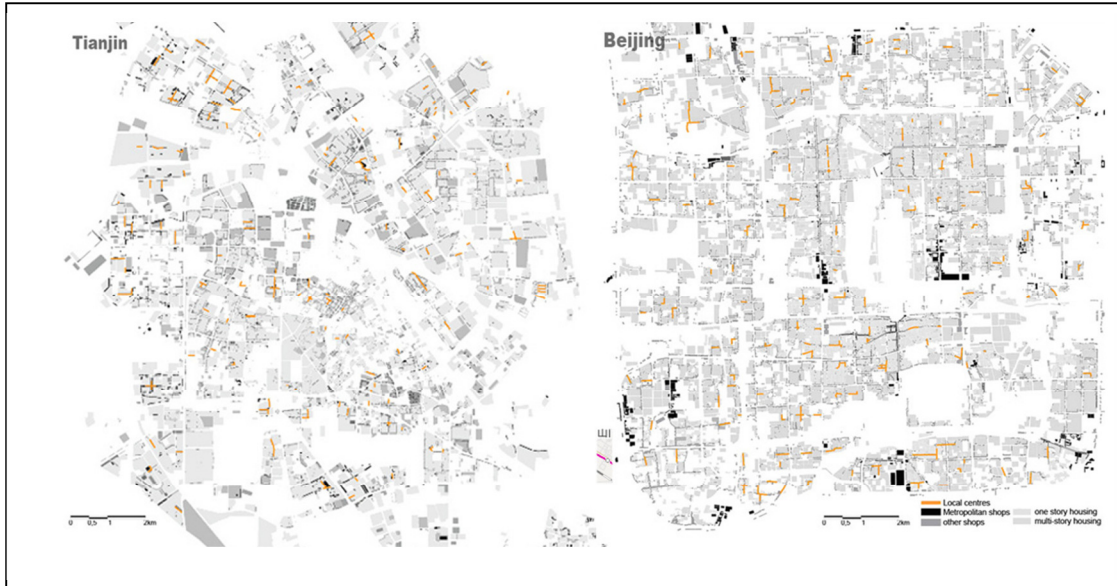 Tianjin
Beijing
0 0,5 1 2km
0 0,5 1 2km
Local centres
Metropolitan shops
other shops
one story housing
multi-story housing